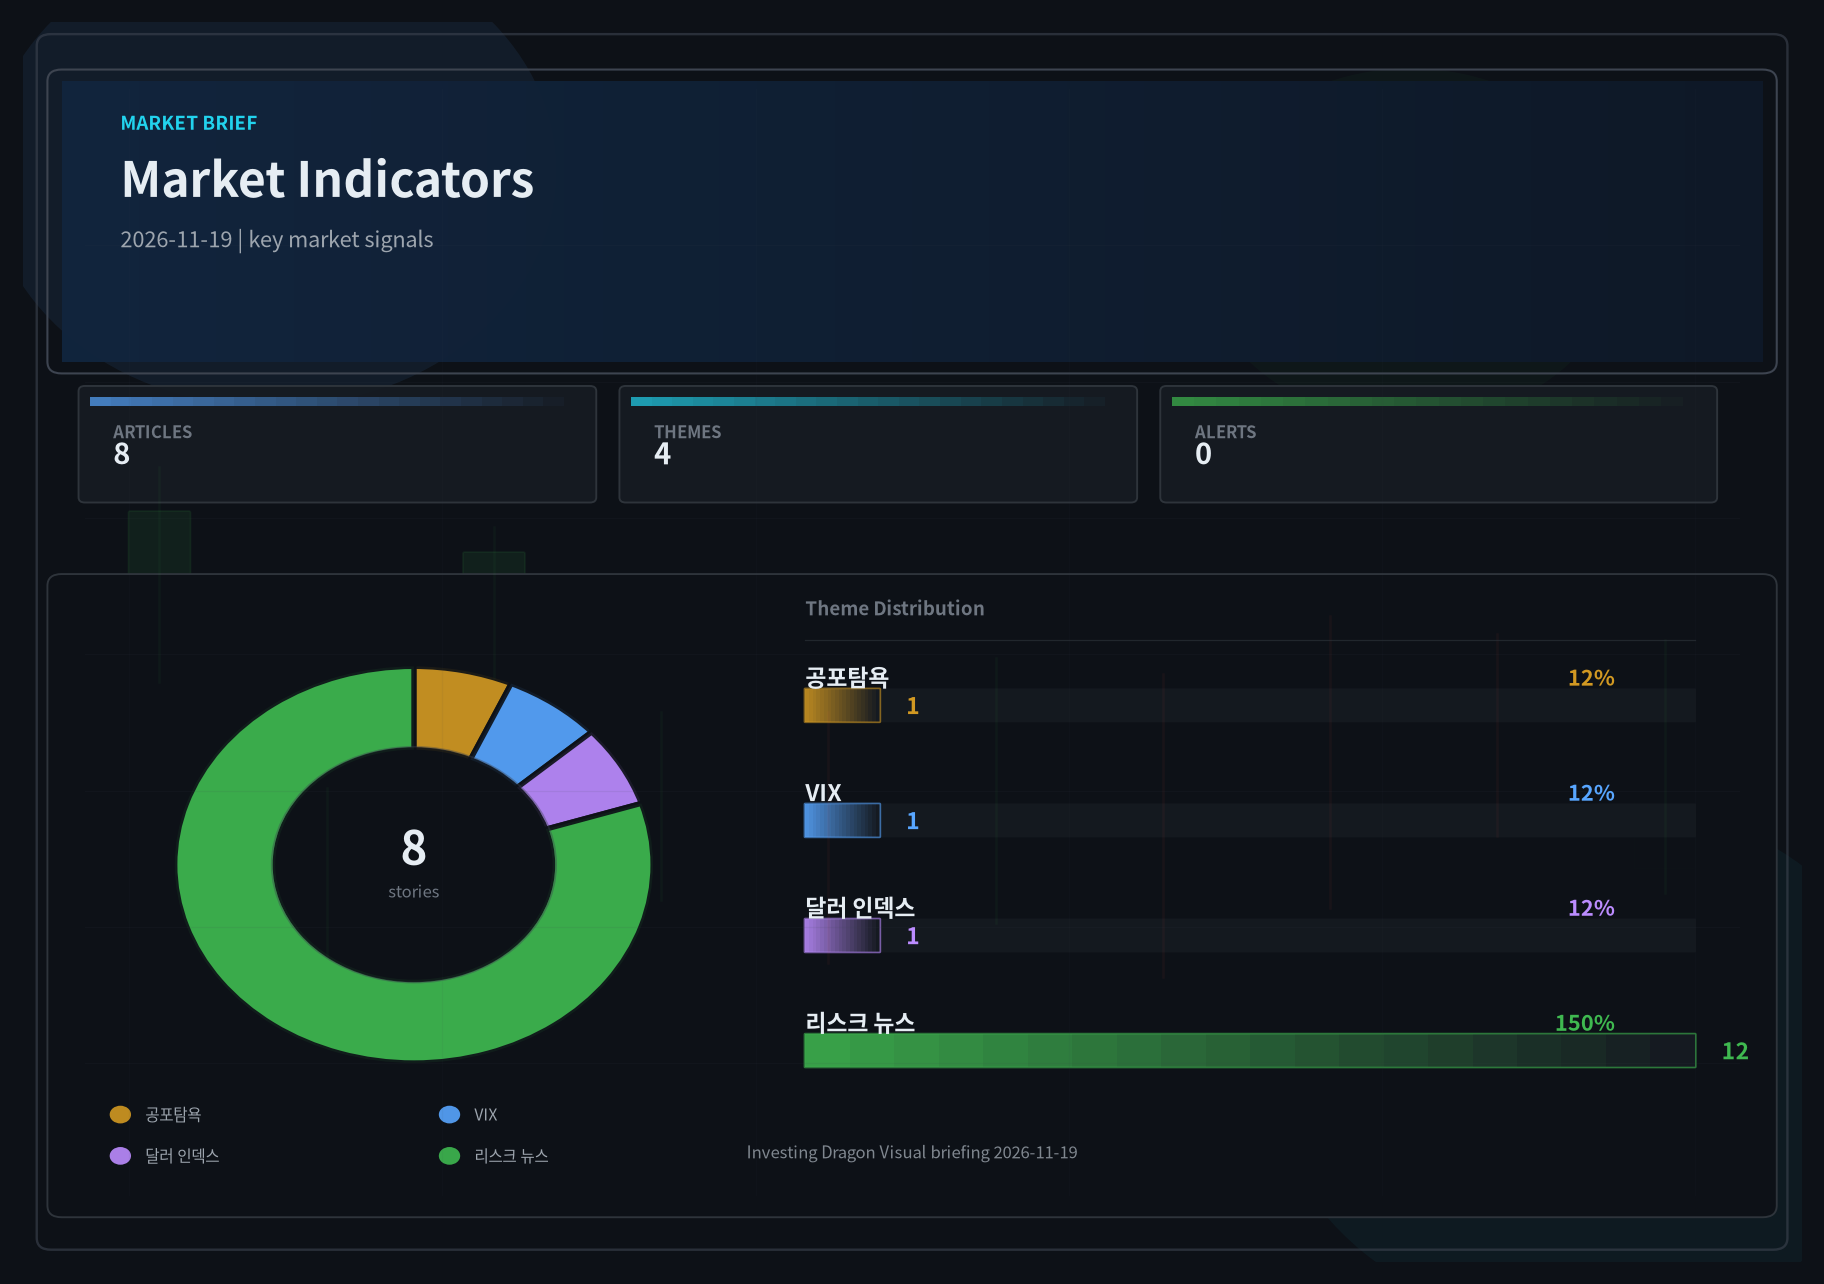 MARKET BRIEF
Market Indicators
2026-11-19 | key market signals
ARTICLES
8
THEMES
4
ALERTS
0
Theme Distribution
공포탐욕
12%
1
VIX
12%
1
달러 인덱스
12%
1
리스크 뉴스
150%
12
8
stories
공포탐욕
VIX
달러 인덱스
리스크 뉴스
Investing Dragon Visual briefing 2026-11-19